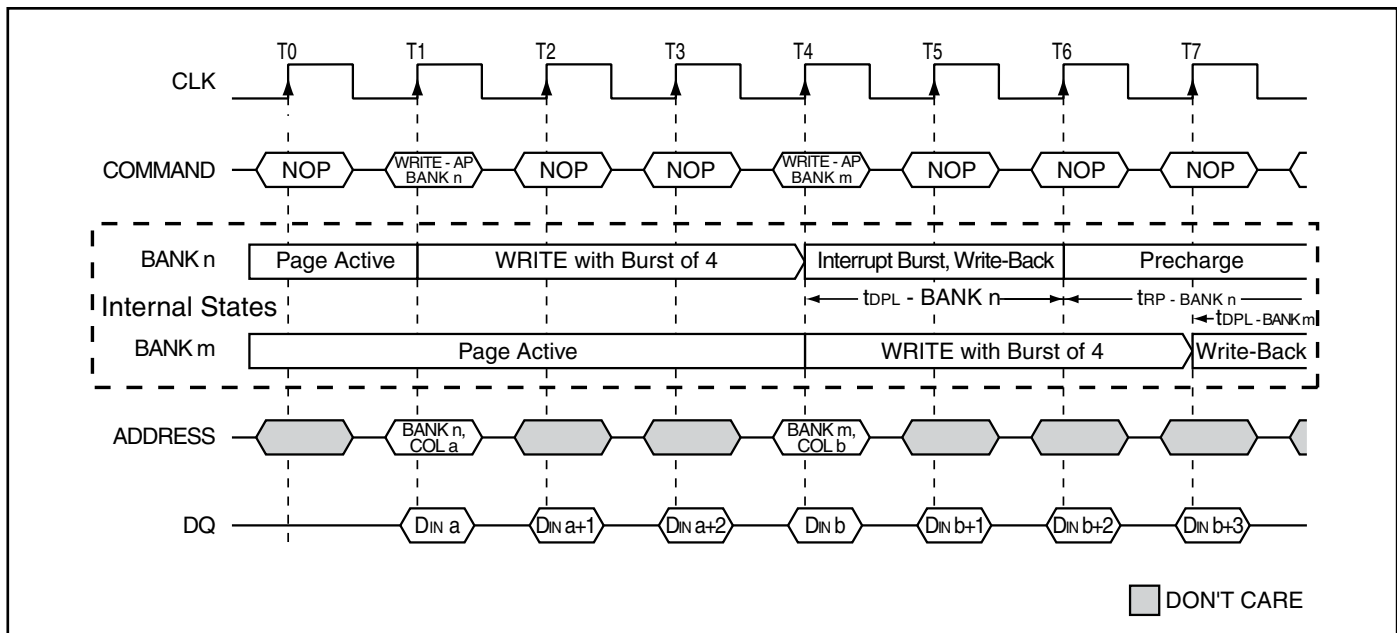 T0 T1 T2 T3 T4 T5 T6 T7
CLK
COMMAND NOP WRITE - AP BANK n NOP NOP WRITE - AP BANK m NOP NOP NOP
BANK n Page Active WRITE with Burst of 4 Interrupt Burst, Write-Back Precharge
tDPL - BANK n tRP - BANK n
Internal States
tDPL - BANK m
BANK m Page Active WRITE with Burst of 4 Write-Back
ADDRESS BANK n, COL a BANK m, COL b
DQ DIN a DIN a+1 DIN a+2 DIN b DIN b+1 DIN b+2 DIN b+3
DON'T CARE